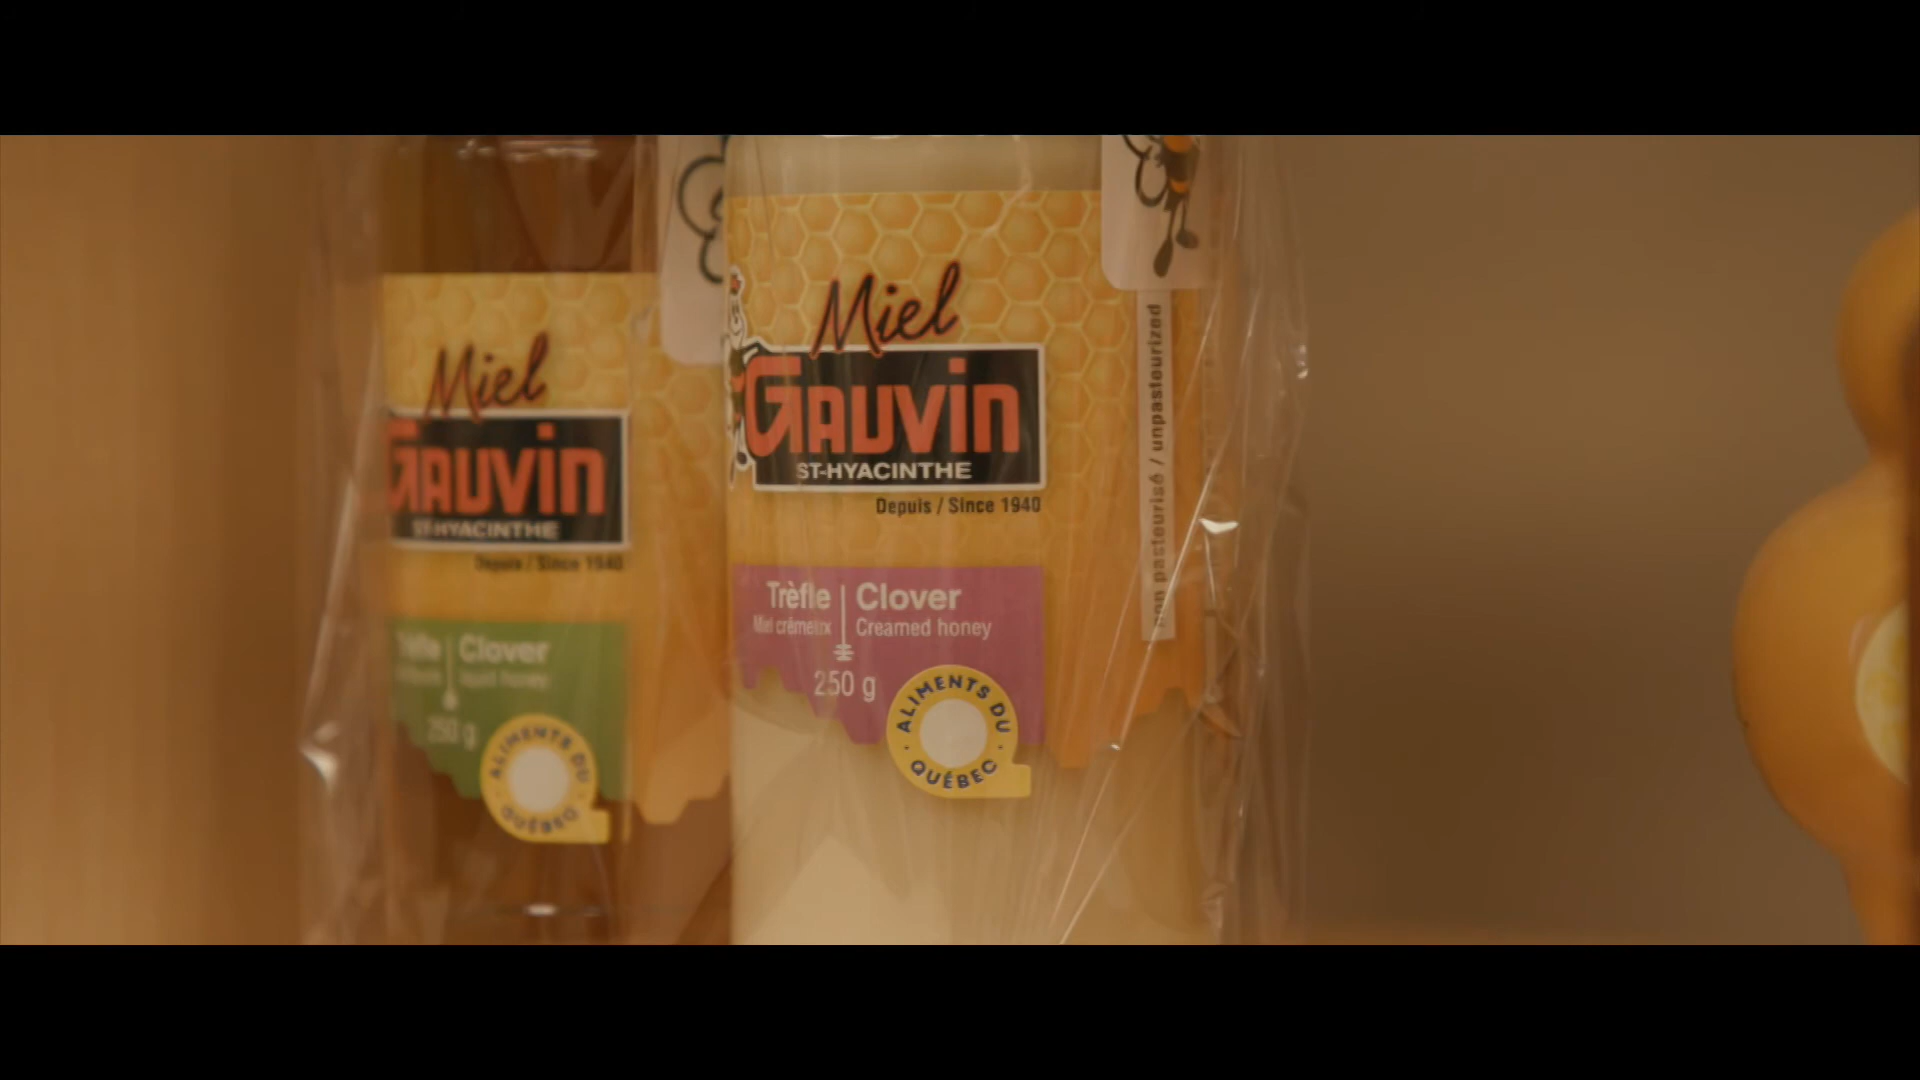 Miel
GAUVIN
ST-HYACINTHE
Depuis / Since 1940
Clover
250 g
ALIMENTS DU
QUÉBEC
Miel
GAUVIN
ST-HYACINTHE
Depuis / Since 1940
Trèfle | Clover
Miel crémeux | Creamed honey
250 g
ALIMENTS DU
QUÉBEC
non pasteurisé / unpasteurized